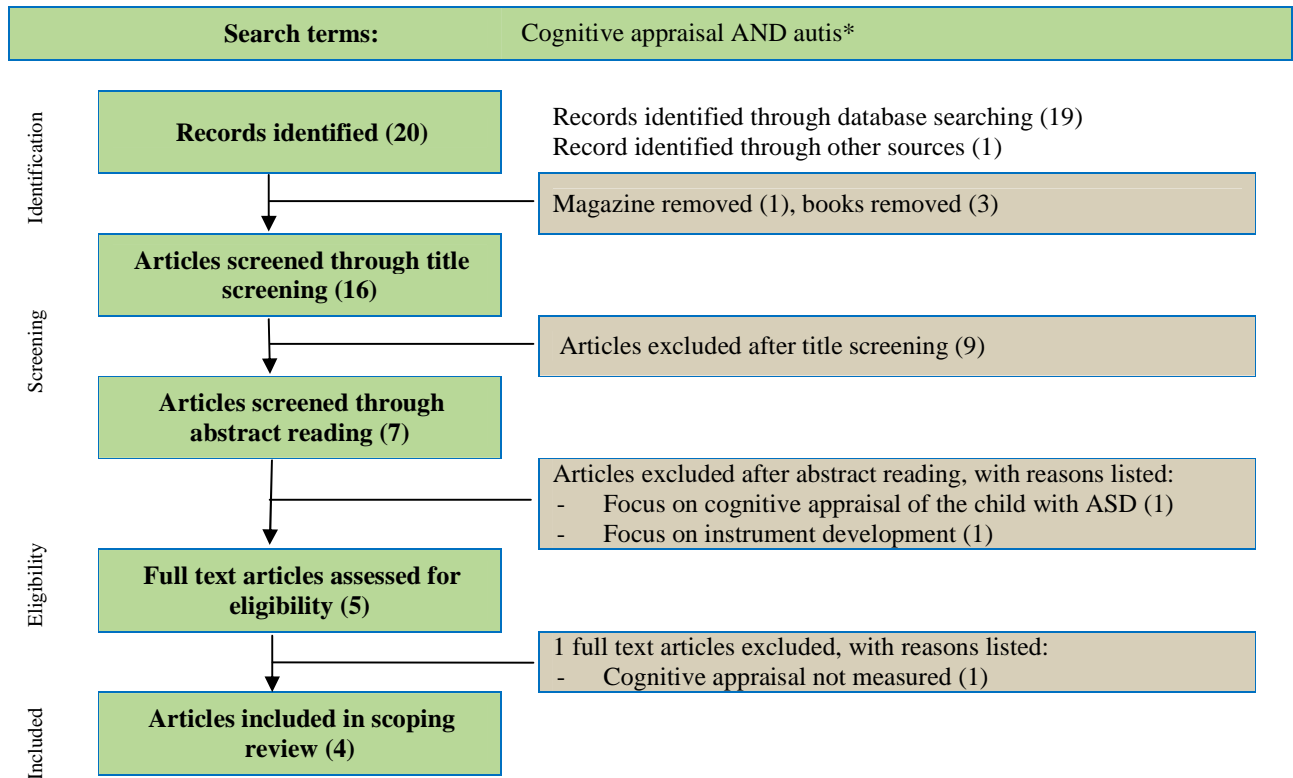 Search terms: Cognitive appraisal AND autis*
Identification
Records identified (20)
Records identified through database searching (19)
Record identified through other sources (1)
Magazine removed (1), books removed (3)
Articles screened through title
screening (16)
Screening
Articles excluded after title screening (9)
Articles screened through
abstract reading (7)
Articles excluded after abstract reading, with reasons listed:
- Focus on cognitive appraisal of the child with ASD (1)
- Focus on instrument development (1)
Eligibility
Full text articles assessed for
eligibility (5)
1 full text articles excluded, with reasons listed:
- Cognitive appraisal not measured (1)
Included
Articles included in scoping
review (4)